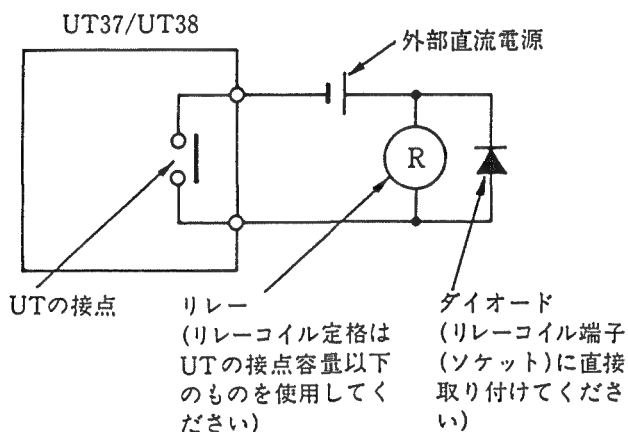 UT37/UT38
外部直流電源
R
UTの接点
リレー
(リレーコイル定格は
UTの接点容量以下
のものを使用してく
ださい)
ダイオード
(リレーコイル端子
(ソケット)に直接
取り付けてくださ
い)